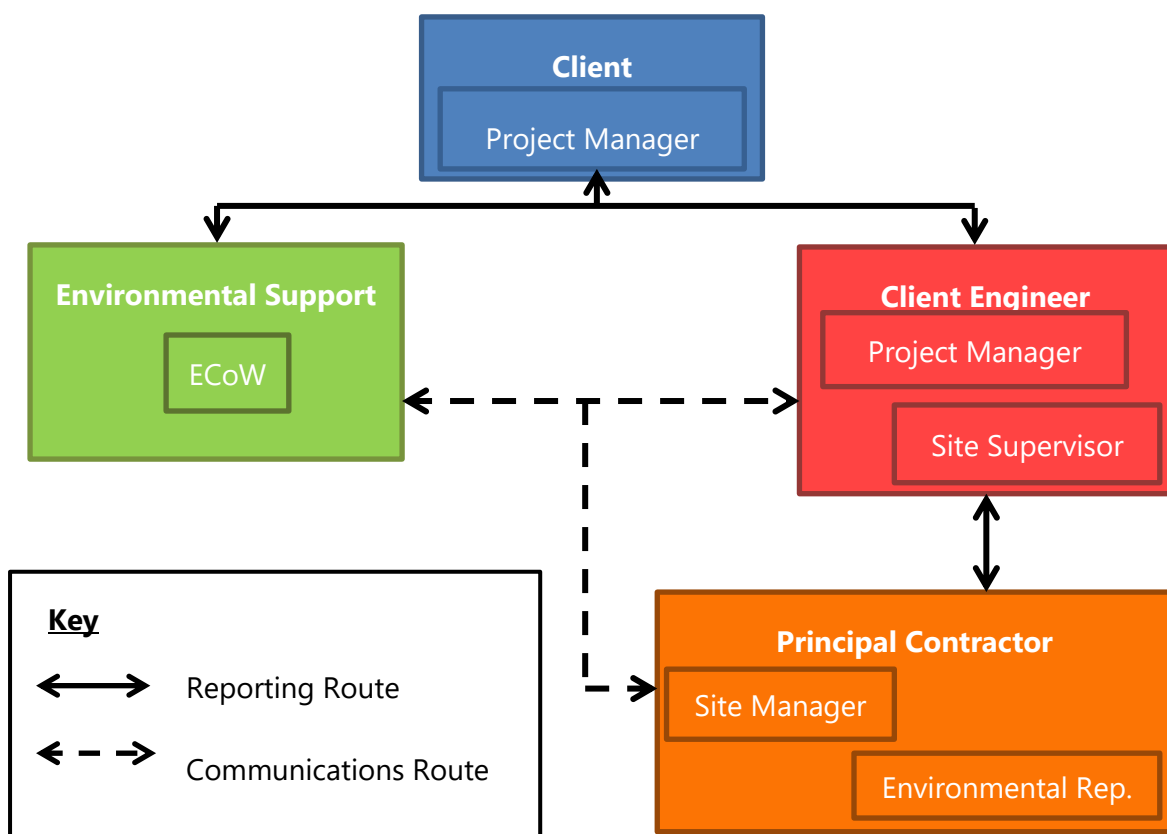 Client
Project Manager
Environmental Support
ECoW
Client Engineer
Project Manager
Site Supervisor
Key
Reporting Route
Communications Route
Principal Contractor
Site Manager
Environmental Rep.